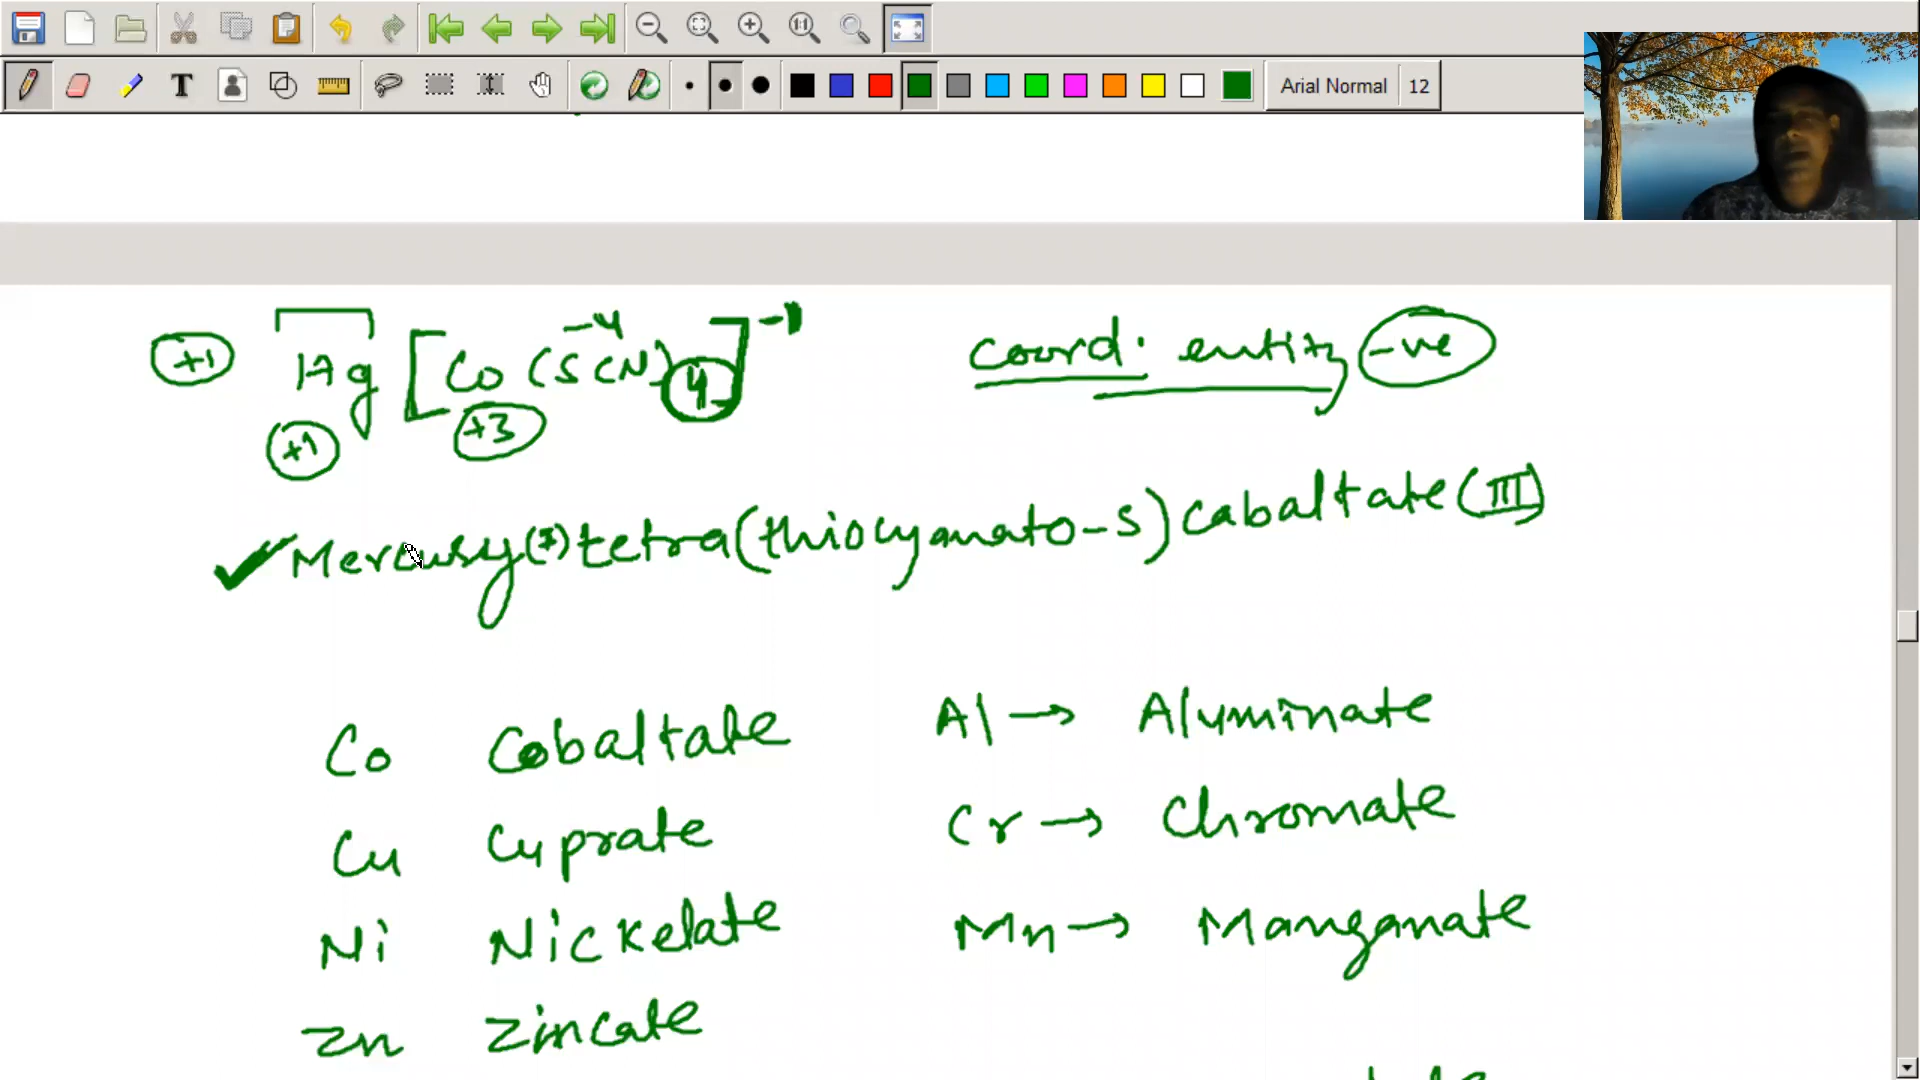 Arial Normal 12
+1 Hg [Co(SCN)4]-1 -4 coord. entity -ve
+1 +3
✓ Mercury(I)tetra(thiocyanato-S)cabaltate(III)
Co Cobaltate Al → Aluminate
Cu Cuprate Cr → Chromate
Ni Nickelate Mn → Manganate
Zn Zincate